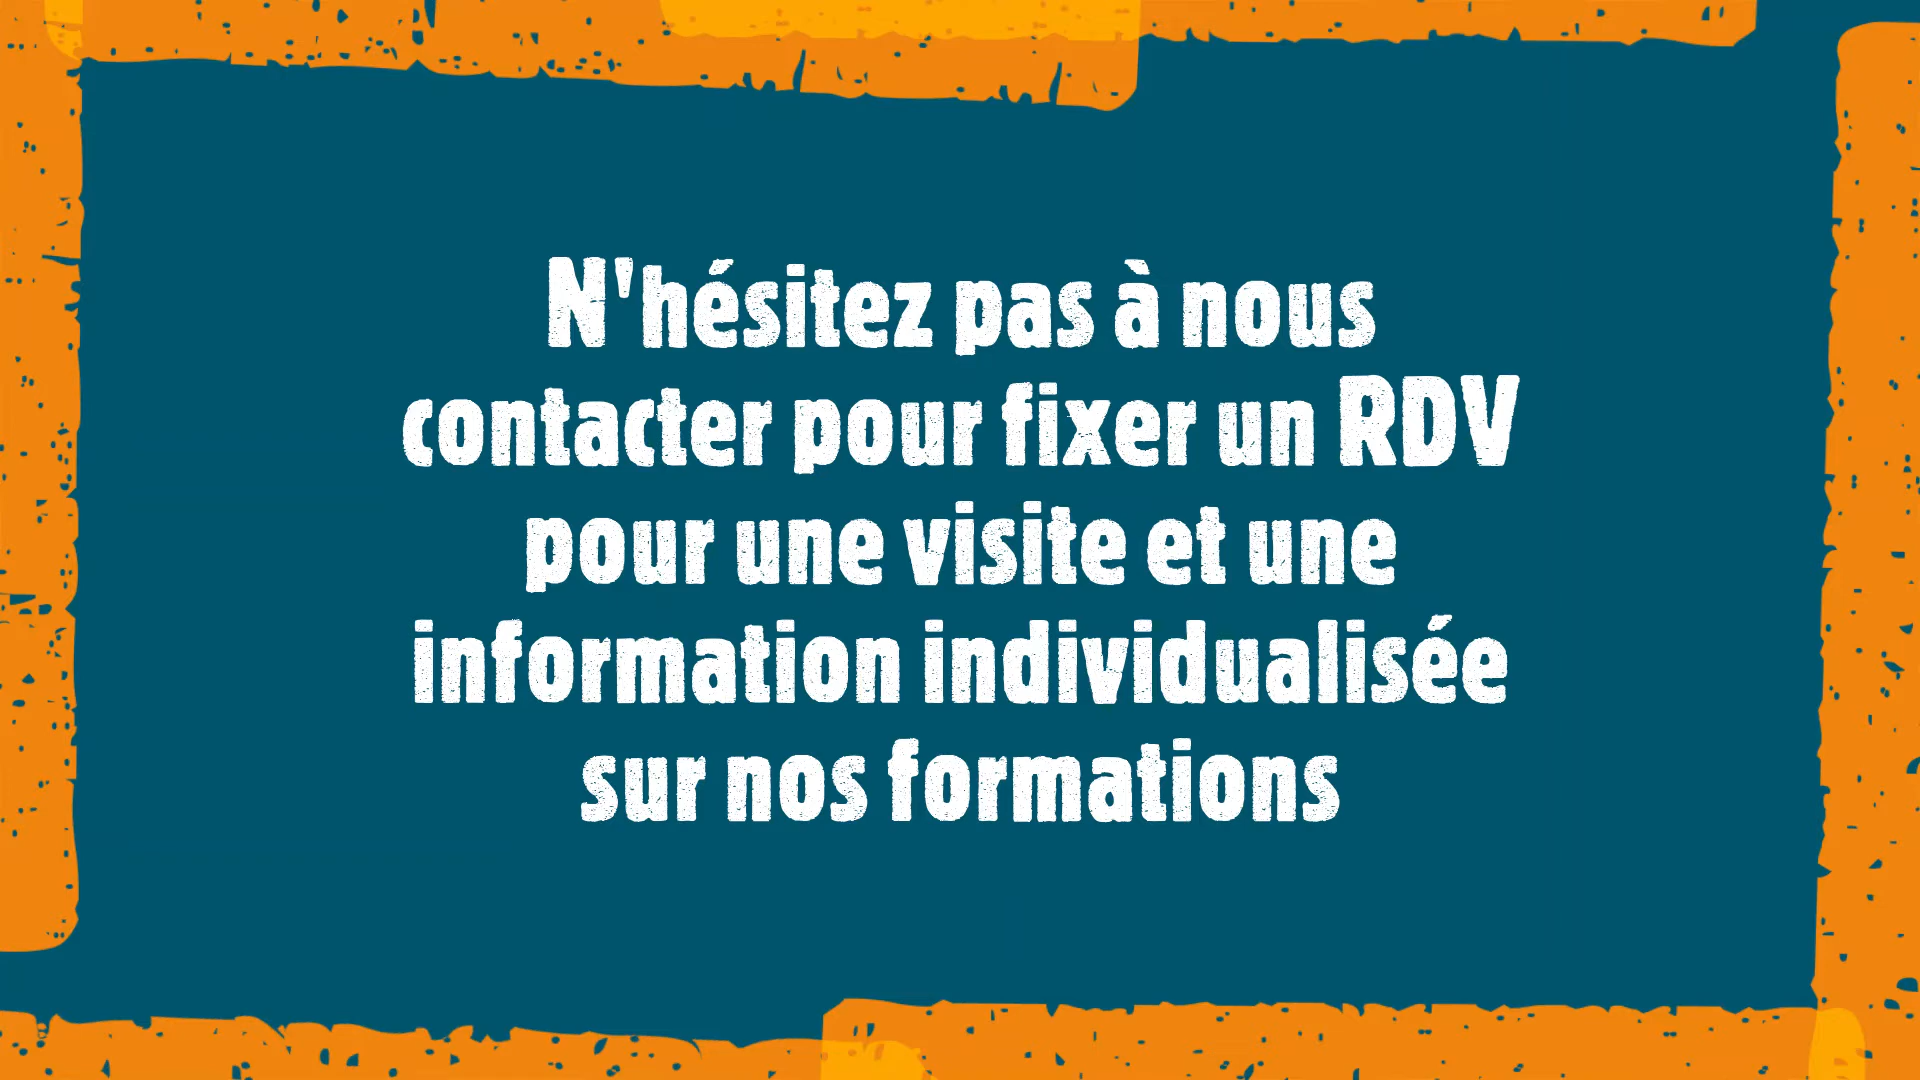 N'hésitez pas à nous
contacter pour fixer un RDV
pour une visite et une
information individualisée
sur nos formations